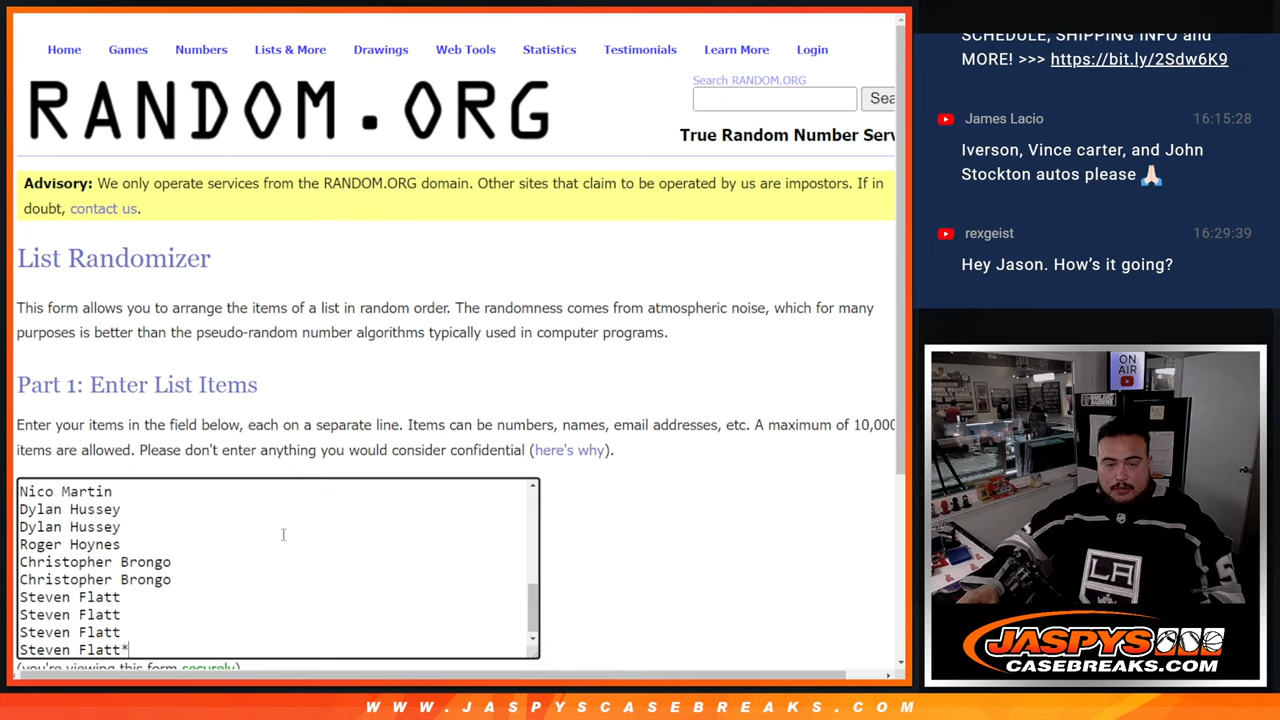 Home Games Numbers Lists & More Drawings Web Tools Statistics Testimonials Learn More Login
RANDOM.ORG
Search RANDOM.ORG
Sea
True Random Number Serv
Advisory: We only operate services from the RANDOM.ORG domain. Other sites that claim to be operated by us are impostors. If in
doubt, contact us.
List Randomizer
This form allows you to arrange the items of a list in random order. The randomness comes from atmospheric noise, which for many
purposes is better than the pseudo-random number algorithms typically used in computer programs.
Part 1: Enter List Items
Enter your items in the field below, each on a separate line. Items can be numbers, names, email addresses, etc. A maximum of 10,000
items are allowed. Please don't enter anything you would consider confidential (here's why).
Nico Martin
Dylan Hussey
Dylan Hussey
Roger Hoynes
Christopher Brongo
Christopher Brongo
Steven Flatt
Steven Flatt
Steven Flatt
Steven Flatt*
(you're viewing this form securely)
SCHEDULE, SHIPPING INFO and
MORE! >>> https://bit.ly/2Sdw6K9
James Lacio 16:15:28
Iverson, Vince carter, and John
Stockton autos please 🙏🏻
rexgeist 16:29:39
Hey Jason. How’s it going?
ON
AIR
LA
JASPYS
CASEBREAKS.COM
WWW.JASPYSCASEBREAKS.COM